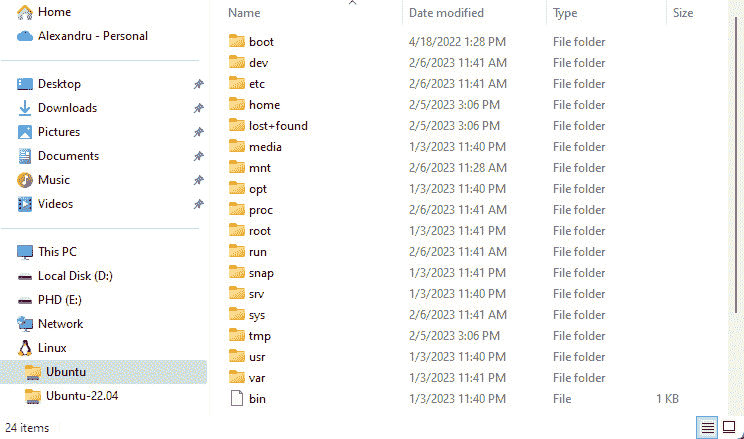 Home
Alexandru - Personal
Desktop
Downloads
Pictures
Documents
Music
Videos
This PC
Local Disk (D:)
PHD (E:)
Network
Linux
Ubuntu
Ubuntu-22.04
Name Date modified Type Size
boot 4/18/2022 1:28 PM File folder
dev 2/6/2023 11:41 AM File folder
etc 2/6/2023 11:41 AM File folder
home 2/5/2023 3:06 PM File folder
lost+found 2/5/2023 3:06 PM File folder
media 1/3/2023 11:40 PM File folder
mnt 2/6/2023 11:28 AM File folder
opt 1/3/2023 11:40 PM File folder
proc 2/6/2023 11:41 AM File folder
root 1/3/2023 11:41 PM File folder
run 2/6/2023 11:41 AM File folder
snap 1/3/2023 11:41 PM File folder
srv 1/3/2023 11:40 PM File folder
sys 2/6/2023 11:41 AM File folder
tmp 2/5/2023 3:06 PM File folder
usr 1/3/2023 11:40 PM File folder
var 1/3/2023 11:41 PM File folder
bin 1/3/2023 11:40 PM File 1 KB
24 items